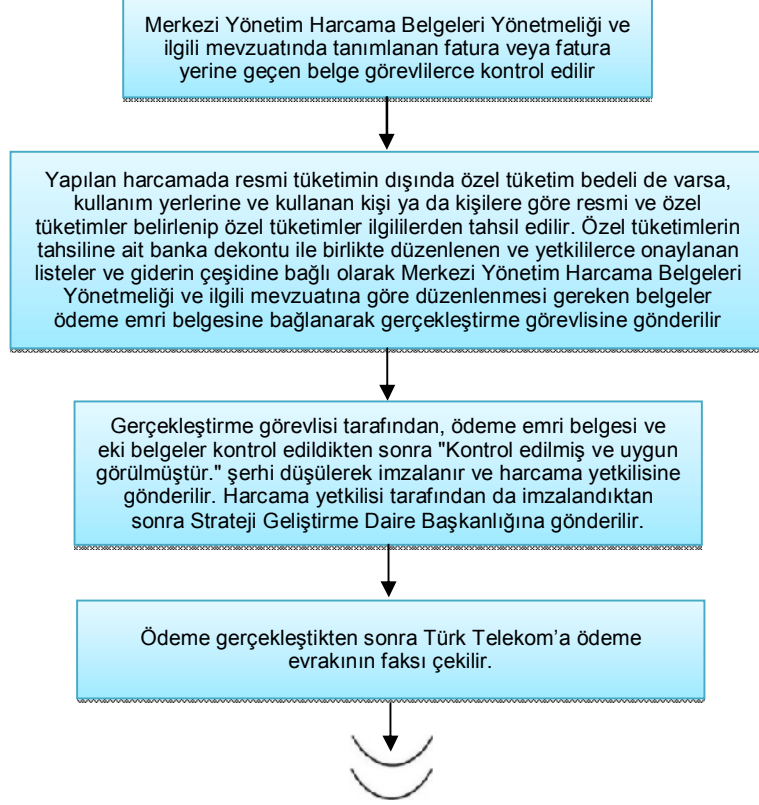 Merkezi Yönetim Harcama Belgeleri Yönetmeliği ve
ilgili mevzuatında tanımlanan fatura veya fatura
yerine geçen belge görevlilerce kontrol edilir
Yapılan harcamada resmi tüketimin dışında özel tüketim bedeli de varsa,
kullanım yerlerine ve kullanan kişi ya da kişilere göre resmi ve özel
tüketimler belirlenip özel tüketimler ilgililerden tahsil edilir. Özel tüketimlerin
tahsiline ait banka dekontu ile birlikte düzenlenen ve yetkililerce onaylanan
listeler ve giderin çeşidine bağlı olarak Merkezi Yönetim Harcama Belgeleri
Yönetmeliği ve ilgili mevzuatına göre düzenlenmesi gereken belgeler
ödeme emri belgesine bağlanarak gerçekleştirme görevlisine gönderilir
Gerçekleştirme görevlisi tarafından, ödeme emri belgesi ve
eki belgeler kontrol edildikten sonra "Kontrol edilmiş ve uygun
görülmüştür." şerhi düşülerek imzalanır ve harcama yetkilisine
gönderilir. Harcama yetkilisi tarafından da imzalandıktan
sonra Strateji Geliştirme Daire Başkanlığına gönderilir.
Ödeme gerçekleştikten sonra Türk Telekom’a ödeme
evrakının faksı çekilir.